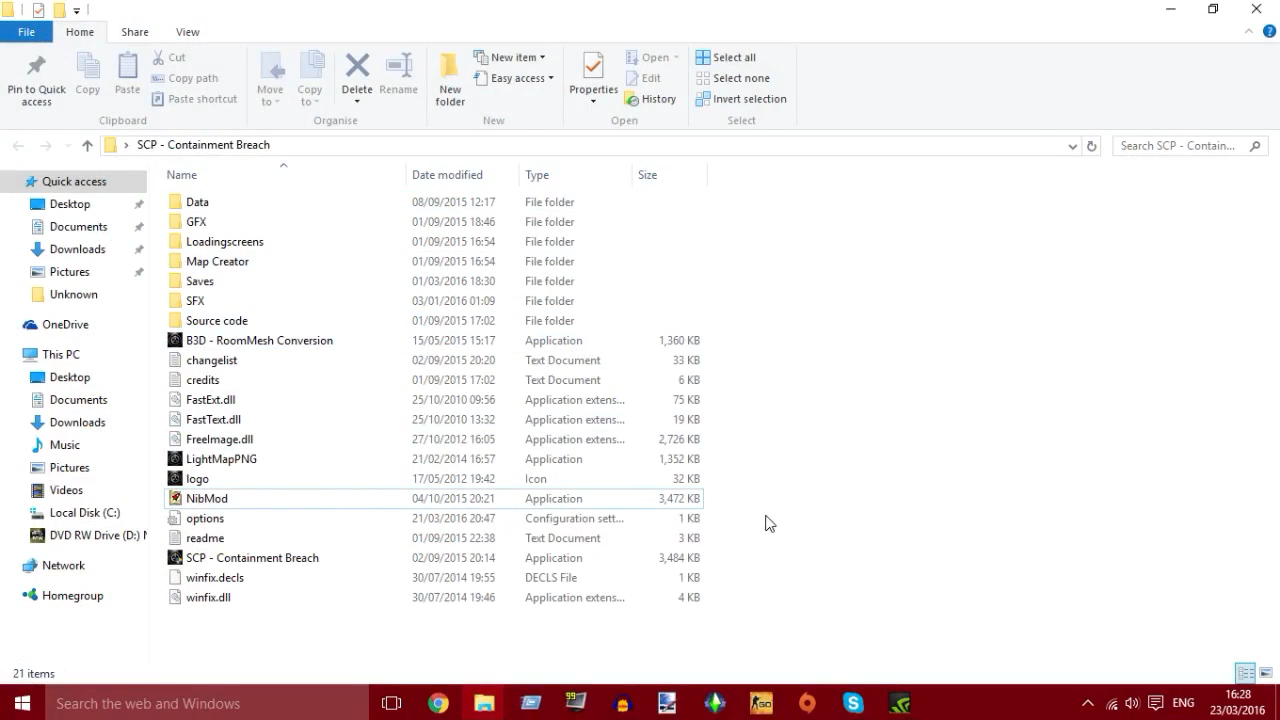 File Home Share View
Pin to Quick access
Copy
Paste
Cut
Copy path
Paste shortcut
Clipboard
Move to
Copy to
Delete
Rename
Organise
New folder
New item
Easy access
New
Properties
Open
Edit
History
Open
Select all
Select none
Invert selection
Select
SCP - Containment Breach
Search SCP - Contain...
Quick access
Desktop
Documents
Downloads
Pictures
Unknown
OneDrive
This PC
Desktop
Documents
Downloads
Music
Pictures
Videos
Local Disk (C:)
DVD RW Drive (D:)
Network
Homegroup
Name Date modified Type Size
Data 08/09/2015 12:17 File folder
GFX 01/09/2015 18:46 File folder
Loadingscreens 01/09/2015 16:54 File folder
Map Creator 01/09/2015 16:54 File folder
Saves 01/03/2016 18:30 File folder
SFX 03/01/2016 01:09 File folder
Source code 01/09/2015 17:02 File folder
B3D - RoomMesh Conversion 15/05/2015 15:17 Application 1,360 KB
changelist 02/09/2015 20:20 Text Document 33 KB
credits 01/09/2015 17:02 Text Document 6 KB
FastExt.dll 25/10/2010 09:56 Application extens... 75 KB
FastText.dll 25/10/2010 13:32 Application extens... 19 KB
FreeImage.dll 27/10/2012 16:05 Application extens... 2,726 KB
LightMapPNG 21/02/2014 16:57 Application 1,352 KB
logo 17/05/2012 19:42 Icon 32 KB
NibMod 04/10/2015 20:21 Application 3,472 KB
options 21/03/2016 20:47 Configuration sett... 1 KB
readme 01/09/2015 22:38 Text Document 3 KB
SCP - Containment Breach 02/09/2015 20:14 Application 3,484 KB
winfix.decls 30/07/2014 19:55 DECLS File 1 KB
winfix.dll 30/07/2014 19:46 Application extens... 4 KB
21 items
Search the web and Windows
99
GO
ENG
16:28
23/03/2016